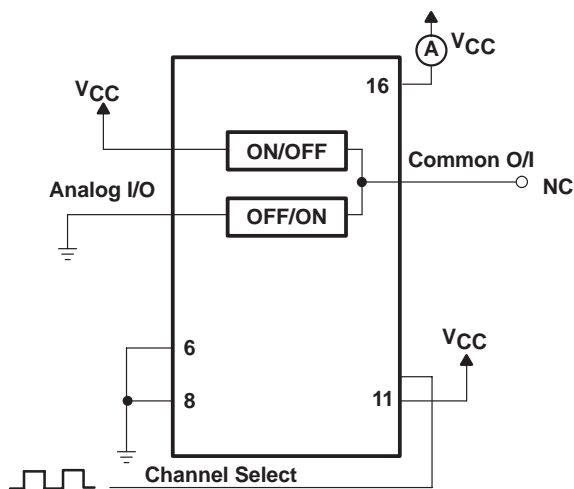 A
VCC
16
VCC
ON/OFF
Common O/I
Analog I/O
NC
OFF/ON
6
VCC
8
11
Channel Select